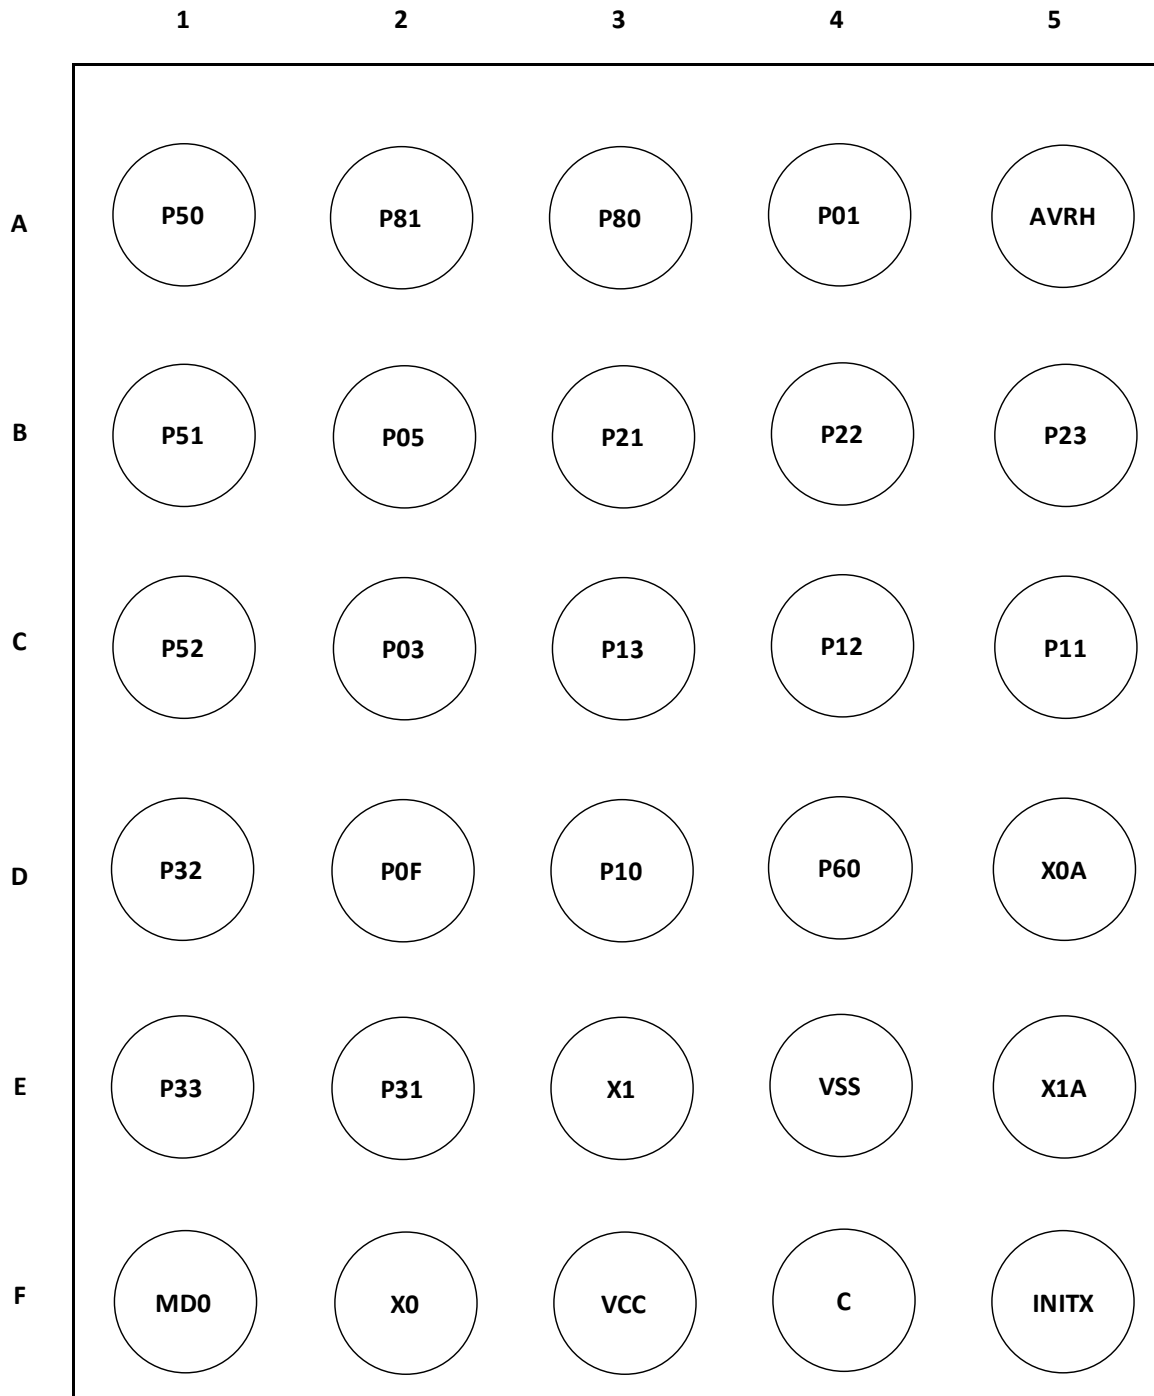 1 2 3 4 5
A P50 P81 P80 P01 AVRH
B P51 P05 P21 P22 P23
C P52 P03 P13 P12 P11
D P32 P0F P10 P60 X0A
E P33 P31 X1 VSS X1A
F MD0 X0 VCC C INITX